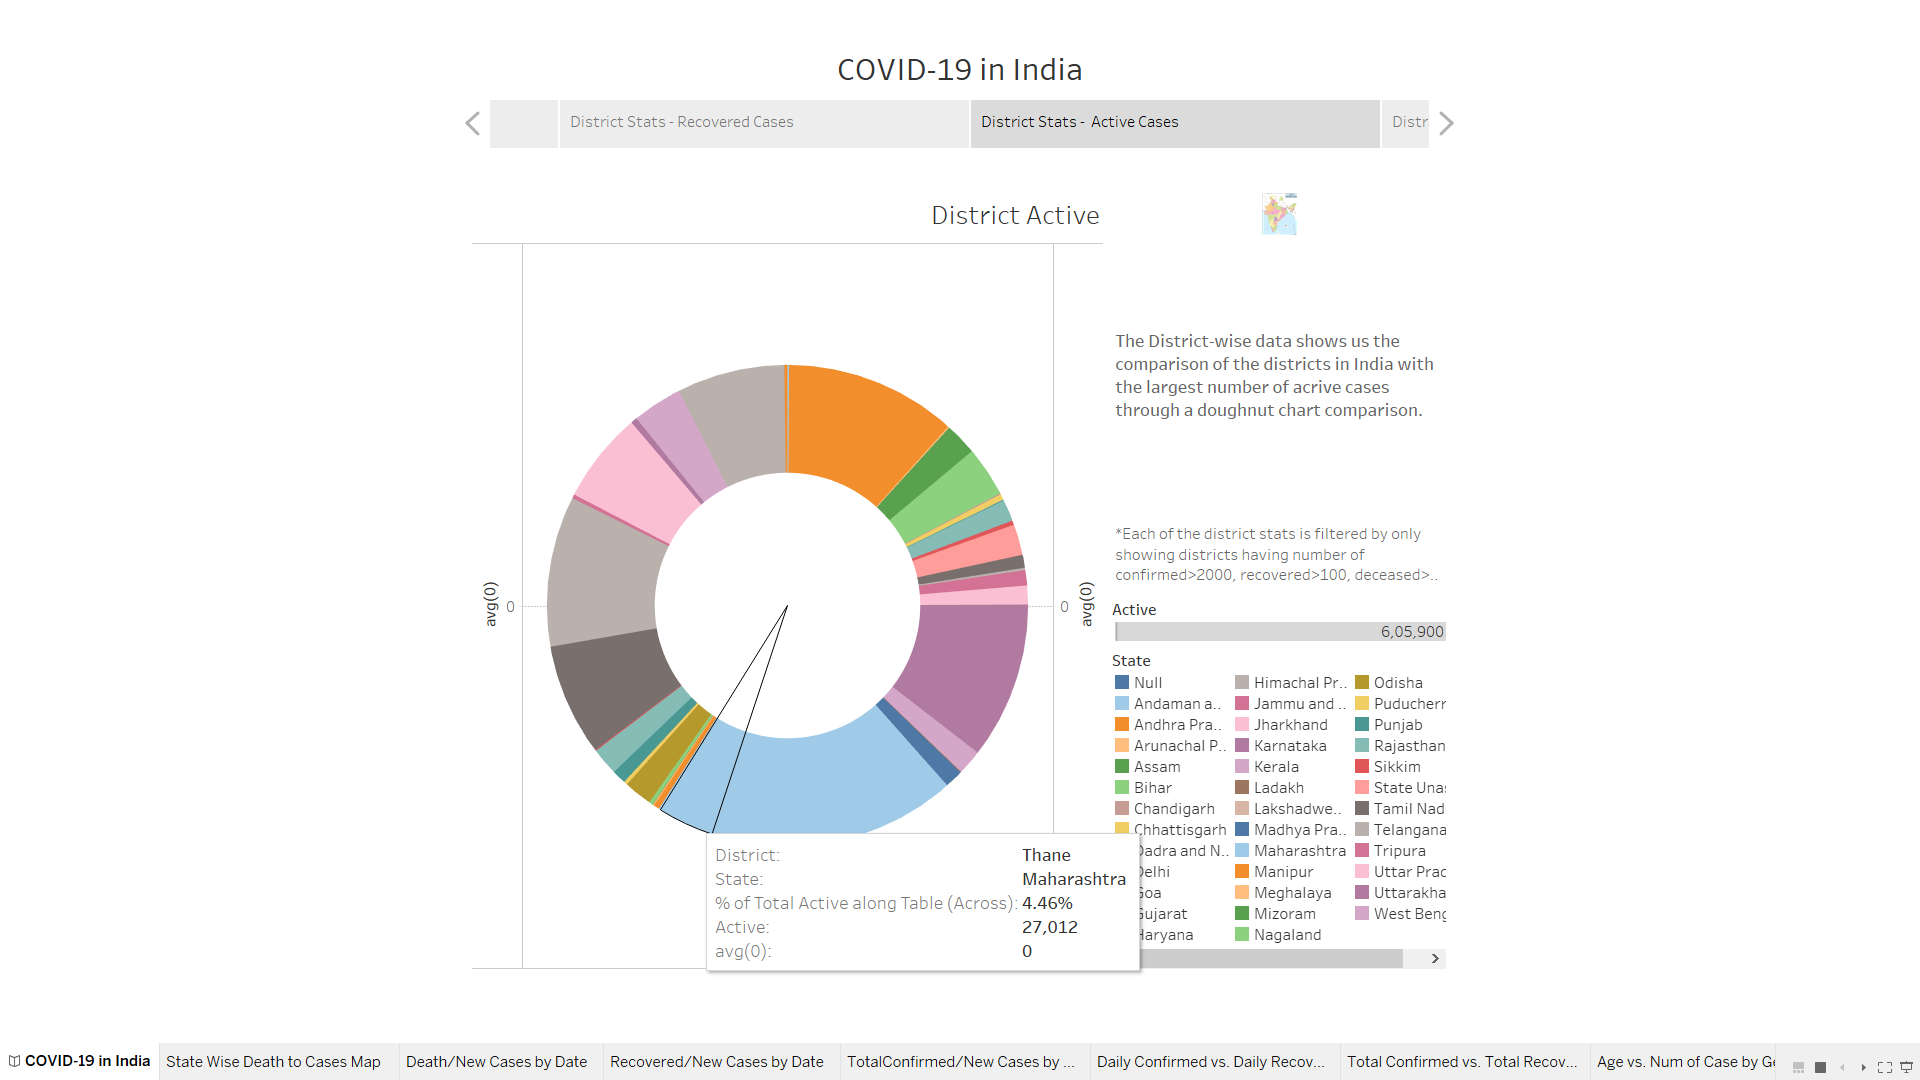 COVID-19 in India
District Stats - Recovered Cases
District Stats -  Active Cases
Distr
District Active
avg(0)
0
0
avg(0)
The District-wise data shows us the
comparison of the districts in India with
the largest number of acrive cases
through a doughnut chart comparison.
*Each of the district stats is filtered by only
showing districts having number of
confirmed>2000, recovered>100, deceased>..
Active
6,05,900
State
Null
Andaman a..
Andhra Pra..
Arunachal P..
Assam
Bihar
Chandigarh
Chhattisgarh
Dadra and N..
Delhi
Goa
Gujarat
Haryana
Himachal Pr..
Jammu and ..
Jharkhand
Karnataka
Kerala
Ladakh
Lakshadwe..
Madhya Pra..
Maharashtra
Manipur
Meghalaya
Mizoram
Nagaland
Odisha
Puducherr
Punjab
Rajasthan
Sikkim
State Unas
Tamil Nad
Telangana
Tripura
Uttar Prac
Uttarakha
West Beng
District: Thane
State: Maharashtra
% of Total Active along Table (Across): 4.46%
Active: 27,012
avg(0): 0
COVID-19 in India
State Wise Death to Cases Map
Death/New Cases by Date
Recovered/New Cases by Date
TotalConfirmed/New Cases by ...
Daily Confirmed vs. Daily Recov...
Total Confirmed vs. Total Recov...
Age vs. Num of Case by Ge